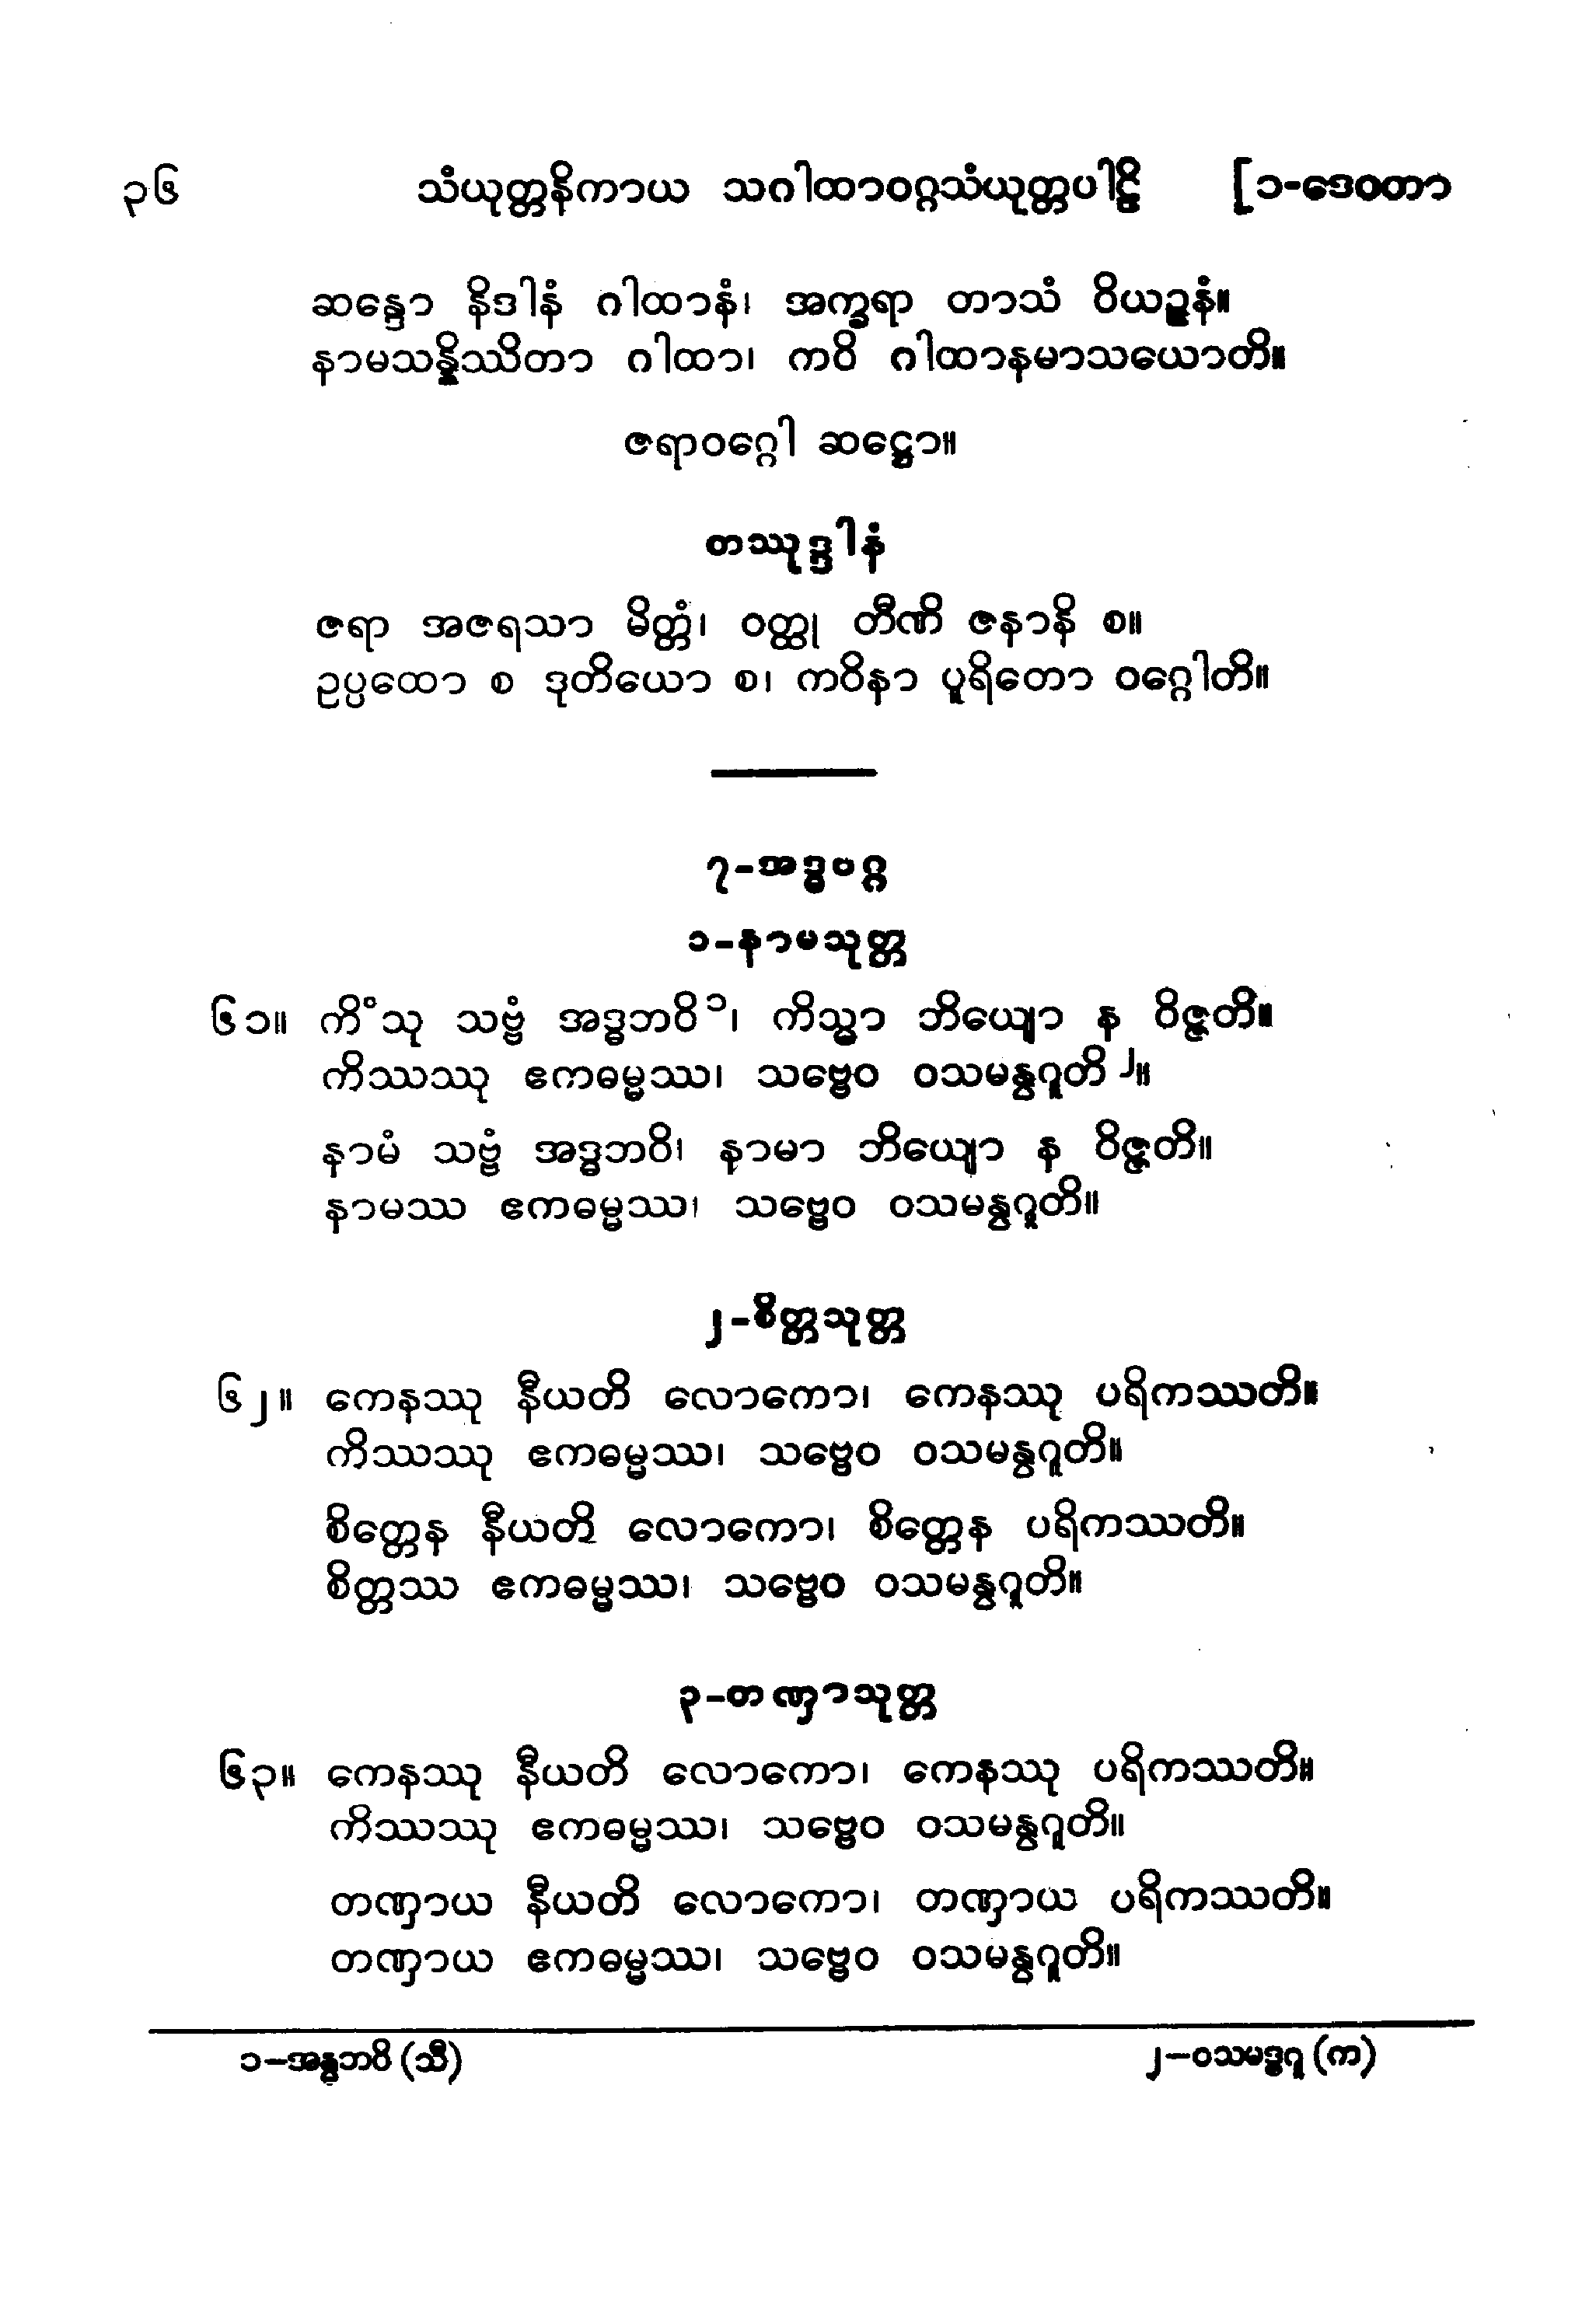 ၃၆ သံယုတ္တနိကာယ သဂါထာဝဂ္ဂသံယုတ္တပါဠိ [၁-ဒေဝတာ
ဆန္ဒော နိဒါနံ ဂါထာနံ၊ အက္ခရာ တာသံ ဝိယဉ္ဇနံ။
နာမသန္နိဿိတာ ဂါထာ၊ ကဝိ ဂါထာနမာသယောတိ။
ဇရာဝဂ္ဂေါ ဆဋ္ဌော။
တဿုဒ္ဒါနံ
ဇရာ အဇရသာ မိတ္တံ၊ ဝတ္ထု တီဏိ ဇနာနိ စ။
ဥပ္ပထော စ ဒုတိယော စ၊ ကဝိနာ ပူရိတော ဝဂ္ဂေါတိ။
၇-အဒ္ဓဝဂ္ဂ
၁-နာမသုတ္တ
၆၁။ ကိံသု သဗ္ဗံ အဒ္ဓဘဝိ၁၊ ကိသ္မာ ဘိယျော န ဝိဇ္ဇတိ။
ကိဿဿု ဧကဓမ္မဿ၊ သဗ္ဗေဝ ဝသမန္ဝဂူတိ၂။
နာမံ သဗ္ဗံ အဒ္ဓဘဝိ၊ နာမာ ဘိယျော န ဝိဇ္ဇတိ။
နာမဿ ဧကဓမ္မဿ၊ သဗ္ဗေဝ ဝသမန္ဝဂူတိ။
၂-စိတ္တသုတ္တ
၆၂။ ကေနဿု နီယတိ လောကော၊ ကေနဿု ပရိကဿတိ။
ကိဿဿု ဧကဓမ္မဿ၊ သဗ္ဗေဝ ဝသမန္ဝဂူတိ။
စိတ္တေန နီယတိ လောကော၊ စိတ္တေန ပရိကဿတိ။
စိတ္တဿ ဧကဓမ္မဿ၊ သဗ္ဗေဝ ဝသမန္ဝဂူတိ။
၃-တဏှာသုတ္တ
၆၃။ ကေနဿု နီယတိ လောကော၊ ကေနဿု ပရိကဿတိ။
ကိဿဿု ဧကဓမ္မဿ၊ သဗ္ဗေဝ ဝသမန္ဝဂူတိ။
တဏှာယ နီယတိ လောကော၊ တဏှာယ ပရိကဿတိ။
တဏှာယ ဧကဓမ္မဿ၊ သဗ္ဗေဝ ဝသမန္ဝဂူတိ။
၁-အန္ဓဘဝိ (သီ) ၂-ဝသမဒ္ဓဂူ (က)